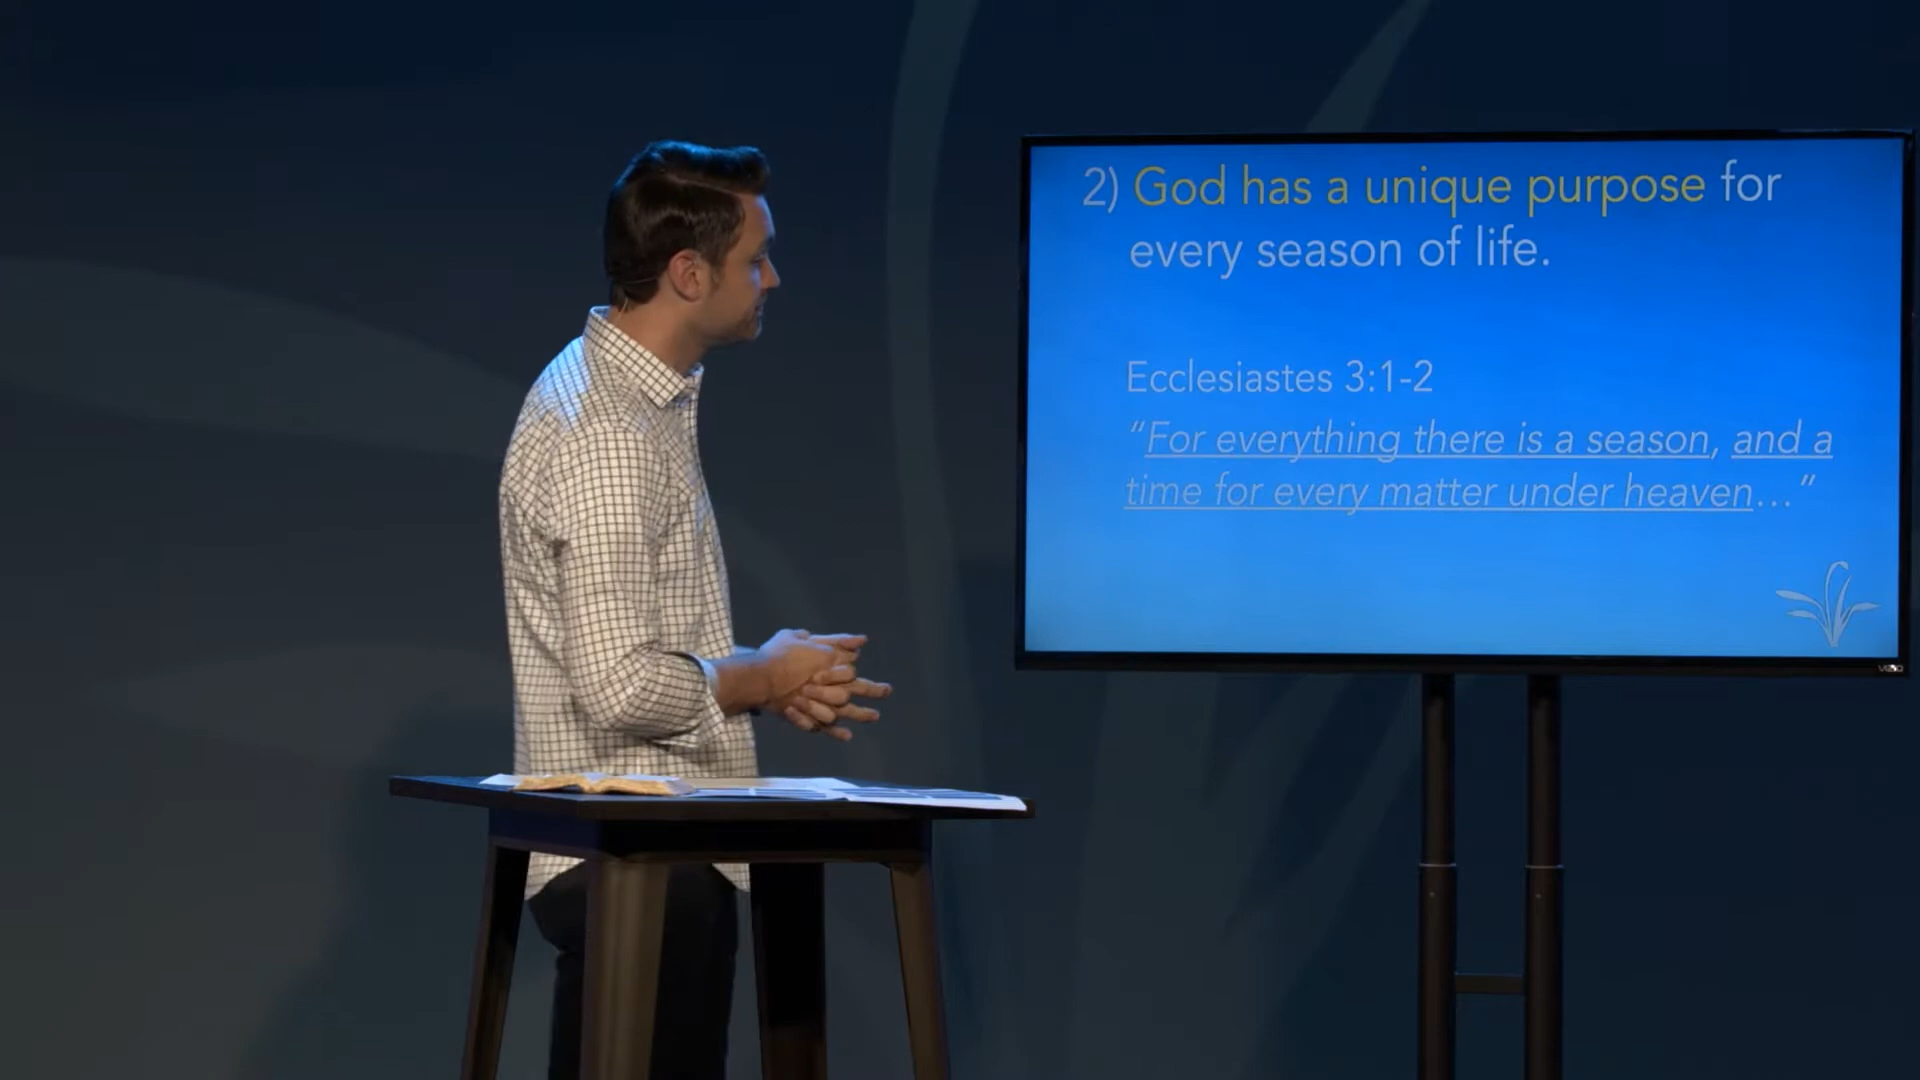 2) God has a unique purpose for
every season of life.
Ecclesiastes 3:1-2
“For everything there is a season, and a
time for every matter under heaven…”
VIZIO